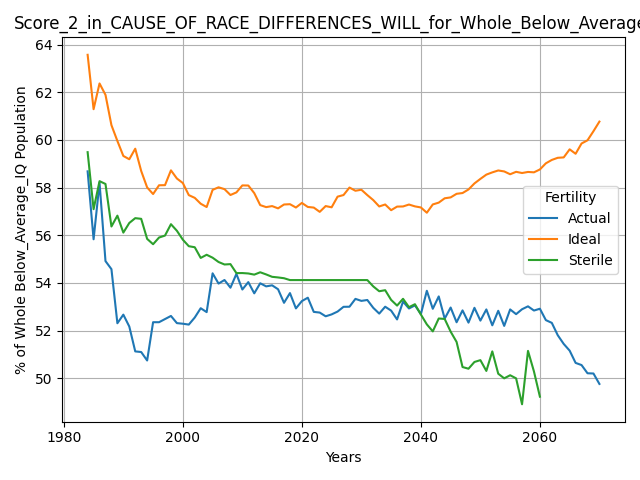 Score_2_in_CAUSE_OF_RACE_DIFFERENCES_WILL_for_Whole_Below_Average
64
62
60
58
56
54
52
50
% of Whole Below_Average_IQ Population
Fertility
Actual
Ideal
Sterile
1980
2000
2020
2040
2060
Years